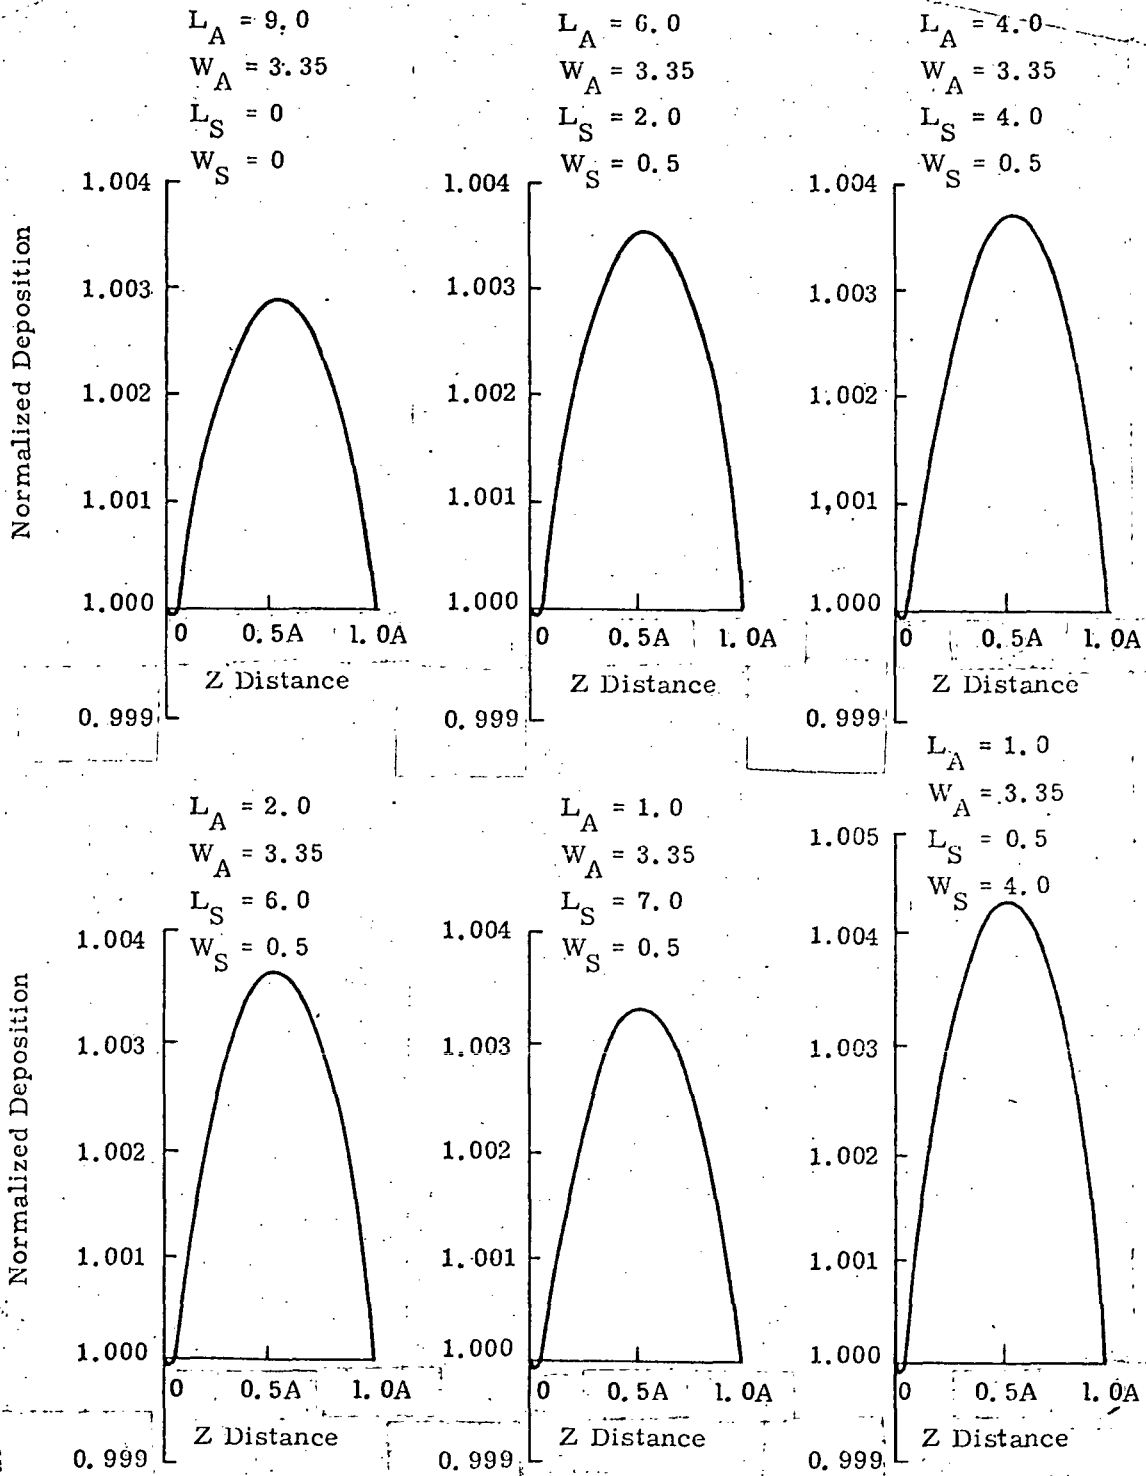 L_A = 9.0
W_A = 3.35
L_S = 0
W_S = 0
Normalized Deposition
1.004
1.003
1.002
1.001
1.000
0.999
0 0.5A 1.0A
Z Distance
L_A = 6.0
W_A = 3.35
L_S = 2.0
W_S = 0.5
1.004
1.003
1.002
1.001
1.000
0.999
0 0.5A 1.0A
Z Distance
L_A = 4.0
W_A = 3.35
L_S = 4.0
W_S = 0.5
1.004
1.003
1.002
1,001
1.000
0.999
0 0.5A 1.0A
Z Distance
L_A = 2.0
W_A = 3.35
L_S = 6.0
W_S = 0.5
Normalized Deposition
1.004
1.003
1.002
1.001
1.000
0.999
0 0.5A 1.0A
Z Distance
L_A = 1.0
W_A = 3.35
L_S = 7.0
W_S = 0.5
1.004
1.003
1.002
1.001
1.000
0.999
0 0.5A 1.0A
Z Distance
L_A = 1.0
W_A = 3.35
L_S = 0.5
W_S = 4.0
1.005
1.004
1.003
1.002
1.001
1.000
0.999
0 0.5A 1.0A
Z Distance